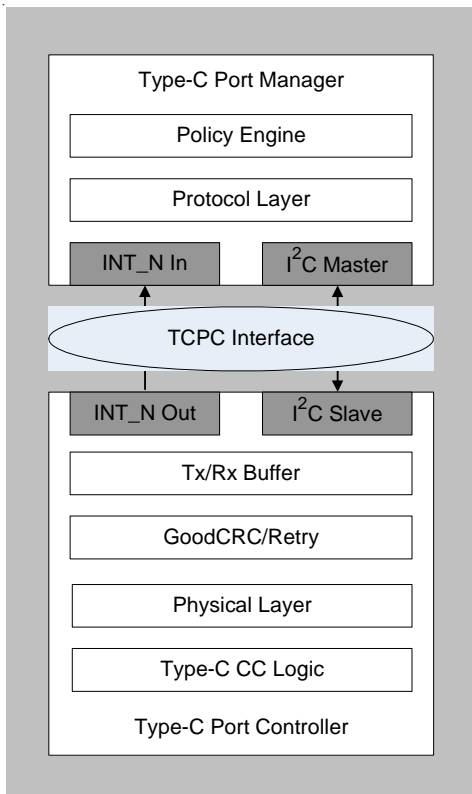 Type-C Port Manager
Policy Engine
Protocol Layer
INT_N In
I²C Master
TCPC Interface
INT_N Out
I²C Slave
Tx/Rx Buffer
GoodCRC/Retry
Physical Layer
Type-C CC Logic
Type-C Port Controller